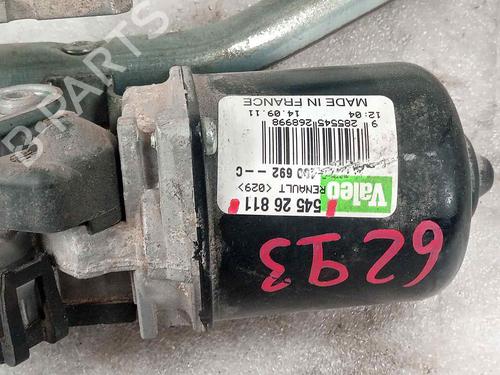 B-PARTS
MADE IN FRANCE
14.09.11 12:04
9 285545 268998
692 --C
RENAULT <029>
Valeo
545 26 811
6293